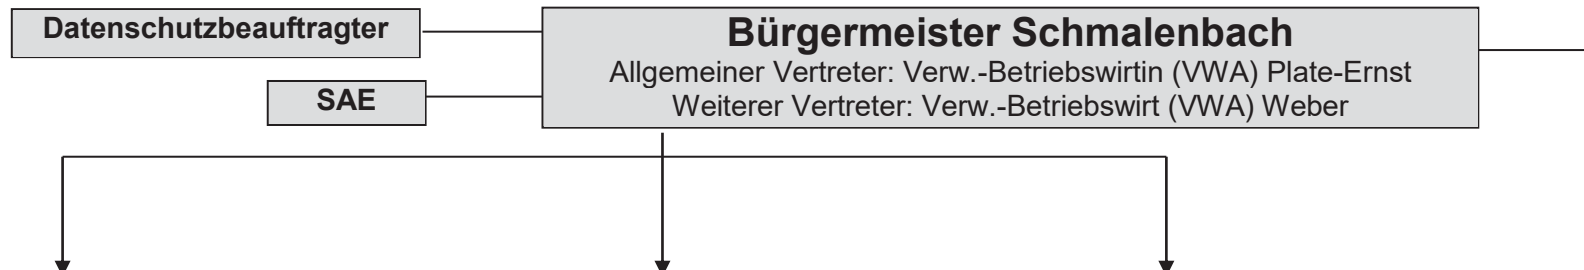 Datenschutzbeauftragter
Bürgermeister Schmalenbach
Allgemeiner Vertreter: Verw.-Betriebswirtin (VWA) Plate-Ernst
SAE
Weiterer Vertreter: Verw.-Betriebswirt (VWA) Weber